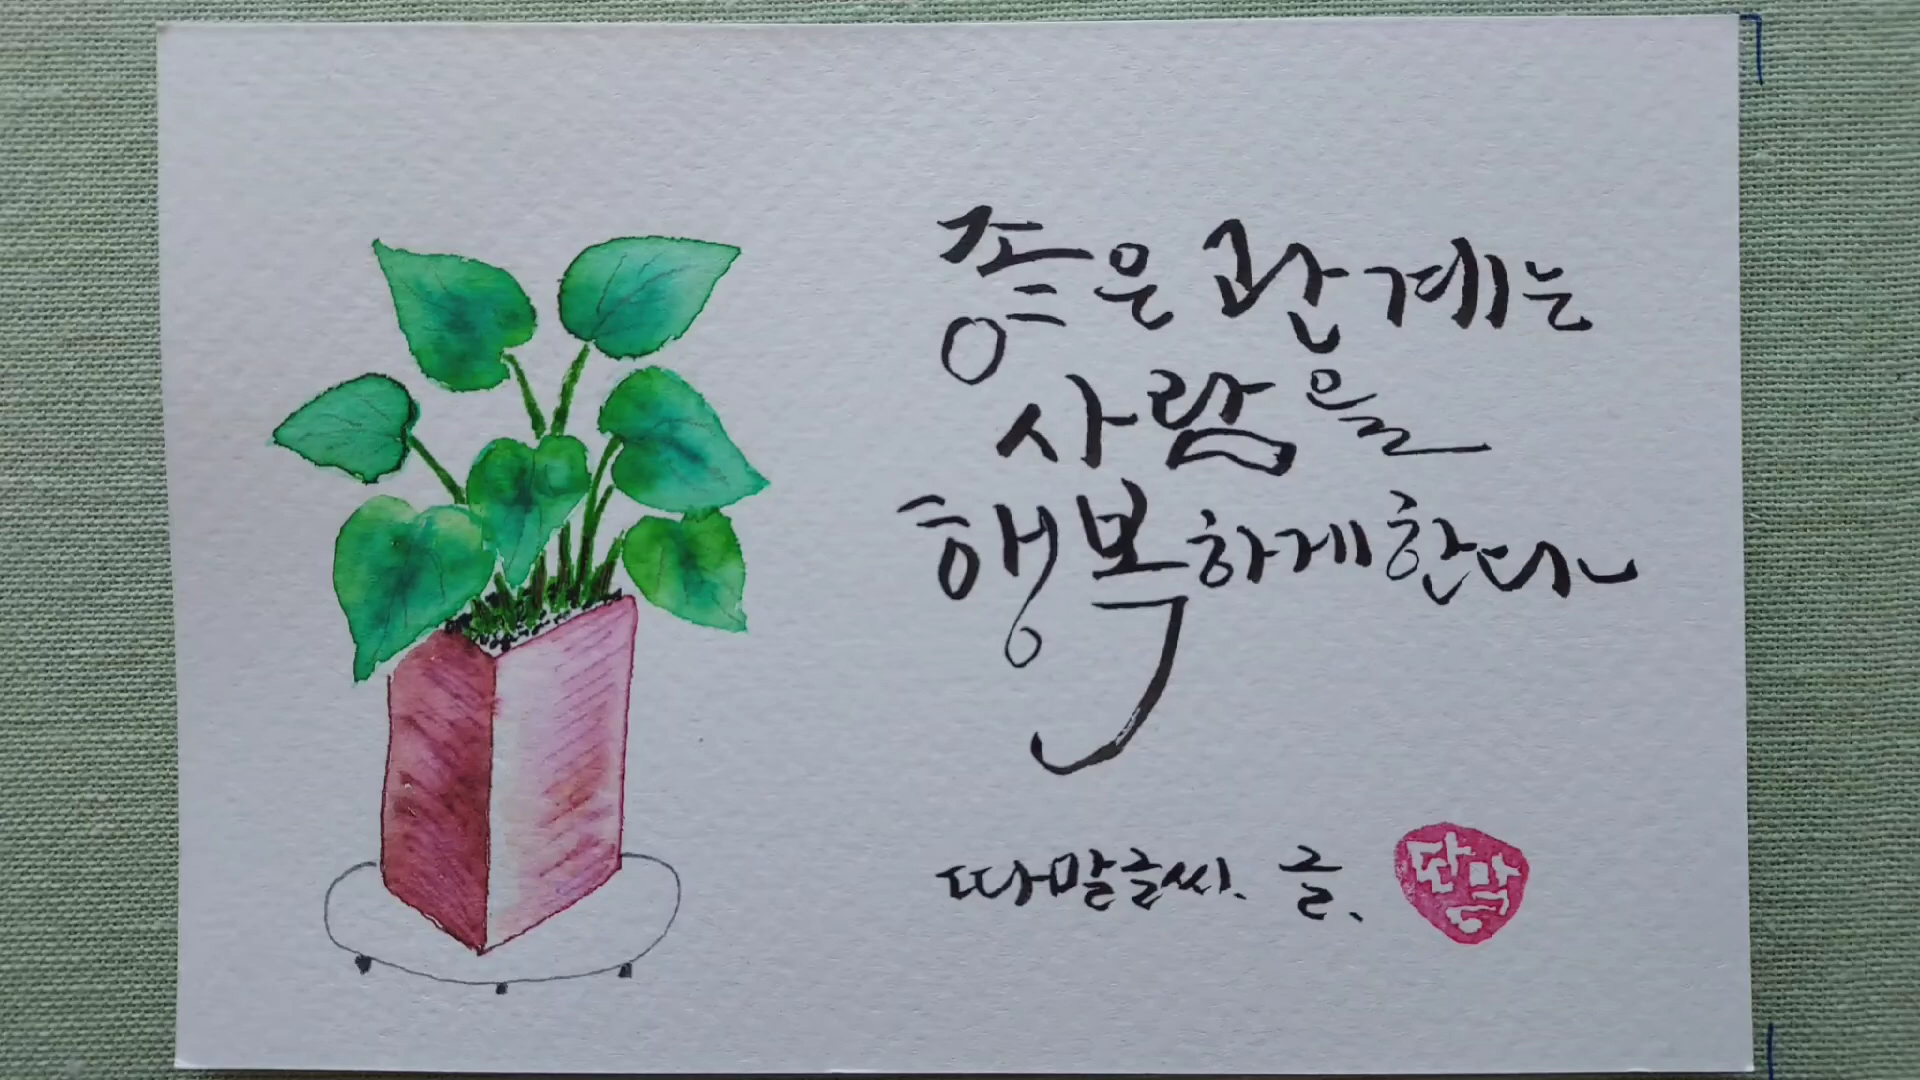 좋은 관계는
사람을
행복하게한다
따말글씨. 글.